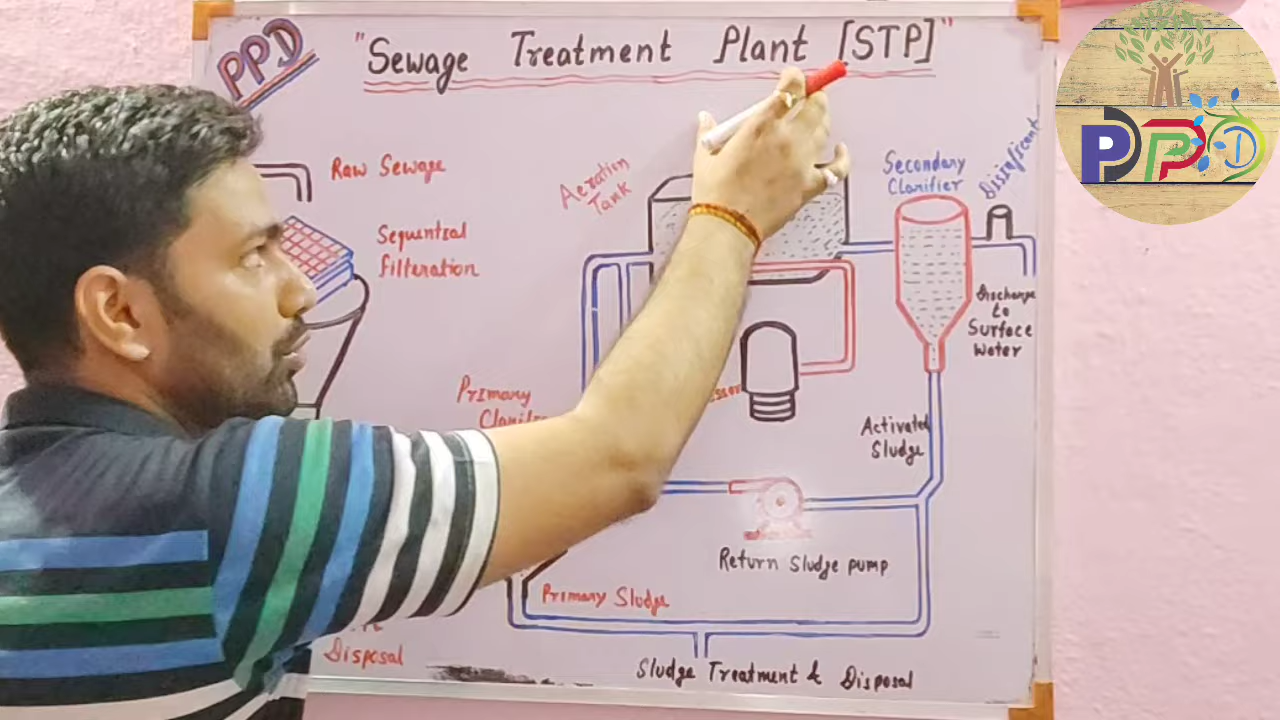 PPD
"Sewage Treatment Plant [STP]"
PPD
Raw Sewage
Sequential
filteration
Aeration
Tank
Secondary
Clarifier
Discharge
to
Surface
Water
Primary
Activated
Sludge
Return Sludge pump
Primary Sludge
Disposal
Sludge Treatment & Disposal